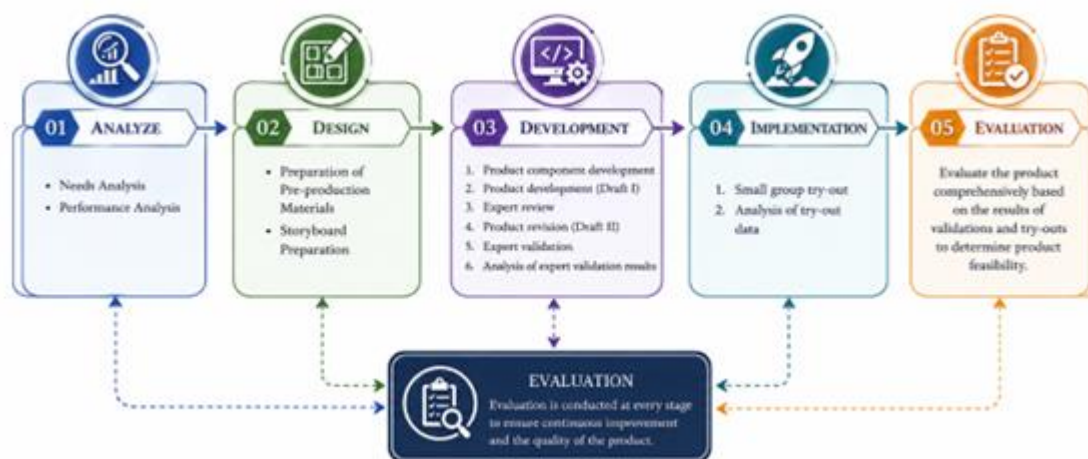 01 ANALYZE
• Needs Analysis
• Performance Analysis
02 DESIGN
• Preparation of
Pre-production
Materials
• Storyboard
Preparation
03 DEVELOPMENT
1. Product component development
2. Product development (Draft I)
3. Expert review
4. Product revision (Draft II)
5. Expert validation
6. Analysis of expert validation results
04 IMPLEMENTATION
1. Small group try-out
2. Analysis of try-out
data
05 EVALUATION
Evaluate the product
comprehensively based
on the results of
validations and try-outs
to determine product
feasibility.
EVALUATION
Evaluation is conducted at every stage
to ensure continuous improvement
and the quality of the product.